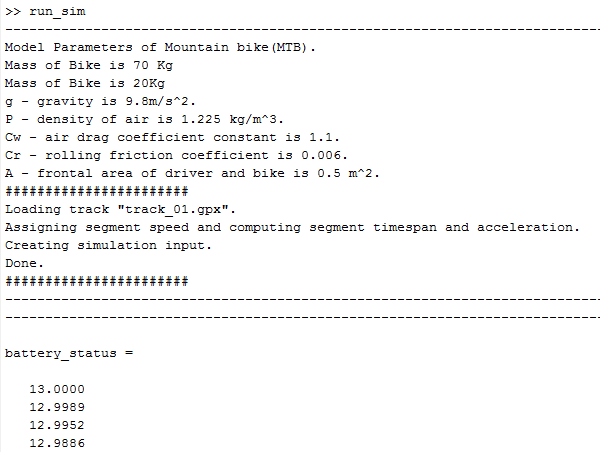 >> run_sim
--------------------------------------------------------------------------
Model Parameters of Mountain bike(MTB).
Mass of Bike is 70 Kg
Mass of Bike is 20Kg
g - gravity is 9.8m/s^2.
p - density of air is 1.225 kg/m^3.
Cw - air drag coefficient constant is 1.1.
Cr - rolling friction coefficient is 0.006.
A - frontal area of driver and bike is 0.5 m^2.
#######################
Loading track "track_01.gpx".
Assigning segment speed and computing segment timespan and acceleration.
Creating simulation input.
Done.
#######################
--------------------------------------------------------------------------
--------------------------------------------------------------------------
battery_status =
13.0000
12.9989
12.9952
12.9886